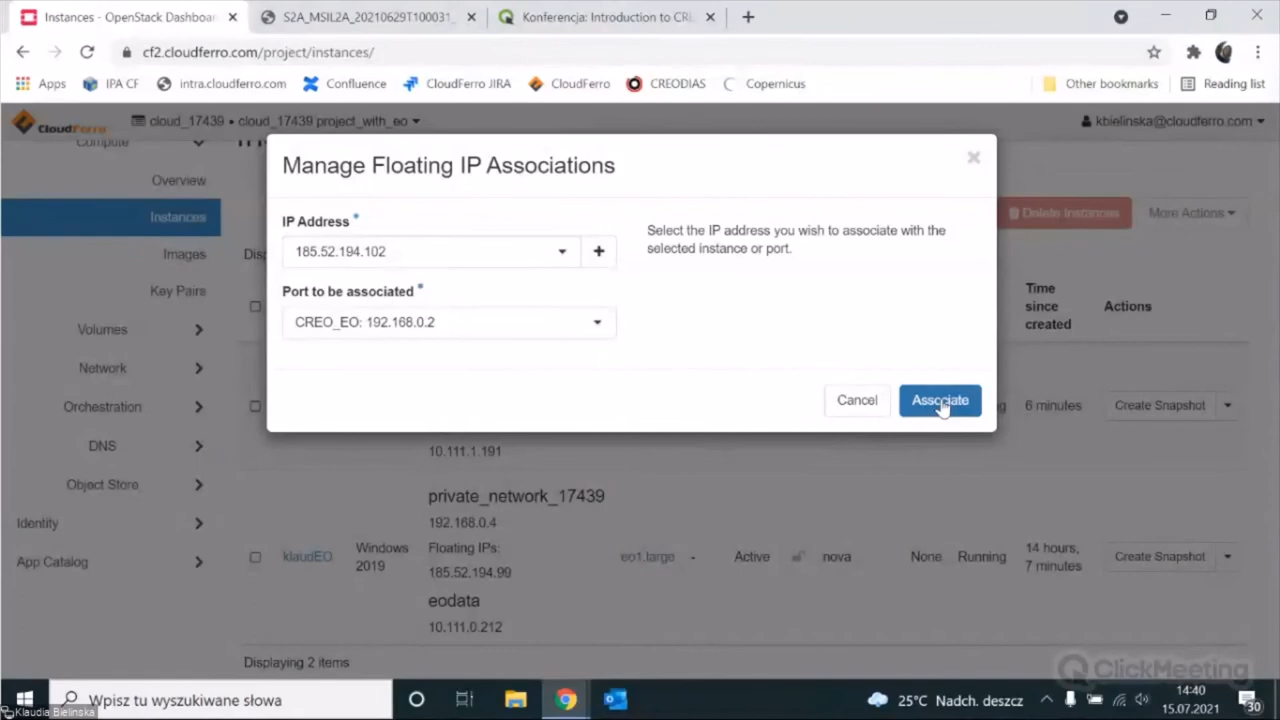 Instances - OpenStack Dashboar
S2A_MSIL2A_20210629T100031_
Konferencja: Introduction to CRE
cf2.cloudferro.com/project/instances/
Apps
IPA CF
intra.cloudferro.com
Confluence
CloudFerro JIRA
CloudFerro
CREODIAS
Copernicus
Other bookmarks
Reading list
CloudFerro
cloud_17439 • cloud_17439 project_with_eo
kbielinska@cloudferro.com
Compute
Overview
Instances
Images
Key Pairs
Volumes
Network
Orchestration
DNS
Object Store
Identity
App Catalog
Manage Floating IP Associations
×
IP Address *
185.52.194.102
+
Select the IP address you wish to associate with the
selected instance or port.
Port to be associated *
CREO_EO: 192.168.0.2
Cancel
Associate
Delete Instances
More Actions
Disp
Time
since
created
Actions
6 minutes
Create Snapshot
10.111.1.191
private_network_17439
192.168.0.4
klaudEO
Windows
2019
Floating IPs:
185.52.194.99
eodata
10.111.0.212
eo1.large
-
Active
nova
None
Running
14 hours,
7 minutes
Create Snapshot
Displaying 2 items
ClickMeeting
Wpisz tu wyszukiwane słowa
25°C Nadch. deszcz
14:40
15.07.2021
30
Klaudia Bielinska